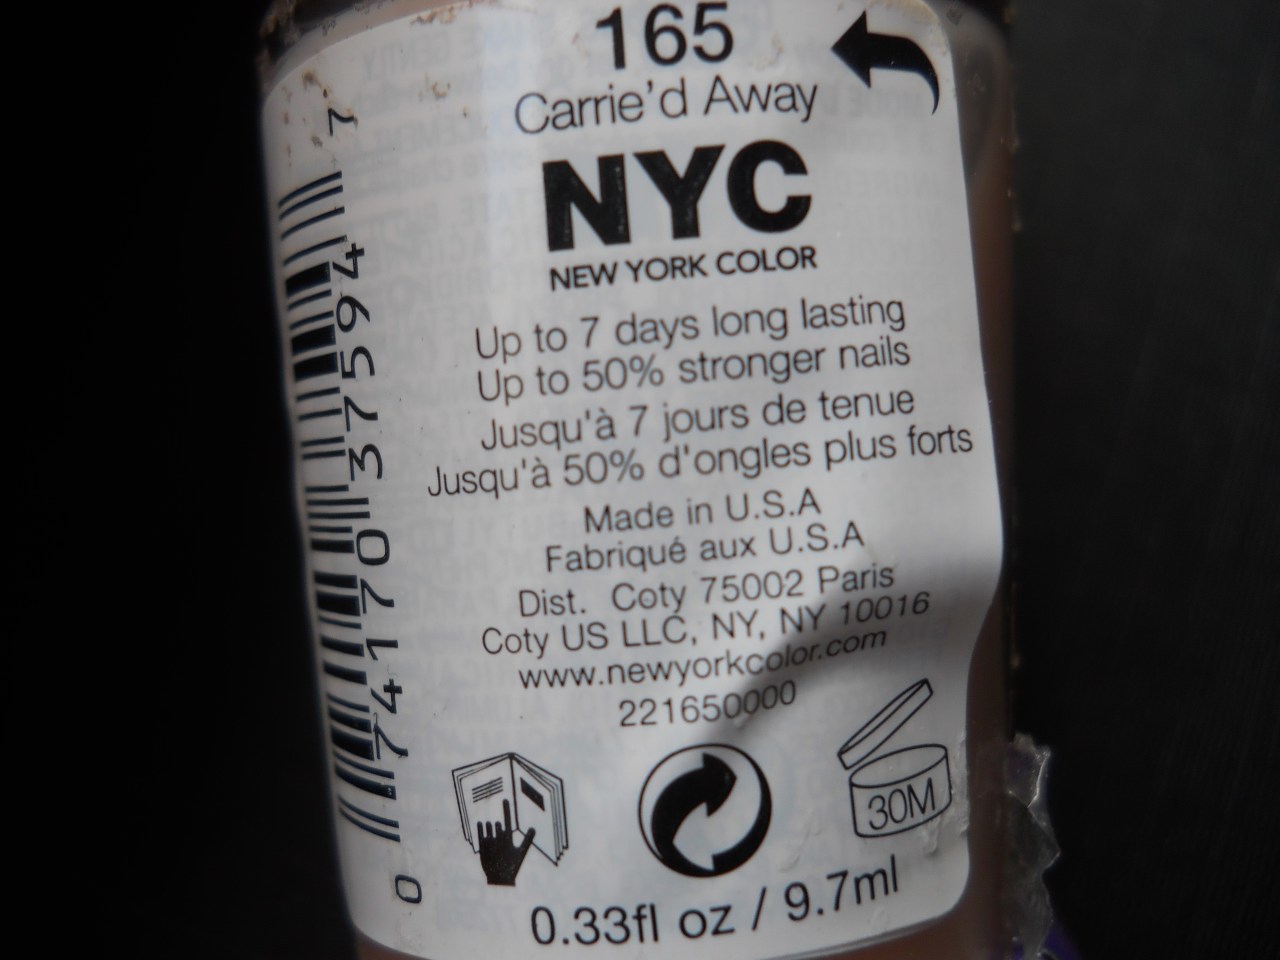 165
Carrie'd Away
NYC
NEW YORK COLOR
Up to 7 days long lasting
Up to 50% stronger nails
Jusqu'à 7 jours de tenue
Jusqu'à 50% d'ongles plus forts
Made in U.S.A
Fabriqué aux U.S.A
Dist. Coty 75002 Paris
Coty US LLC, NY, NY 10016
www.newyorkcolor.com
221650000
30M
0.33fl oz / 9.7ml
0 74170 37594 7